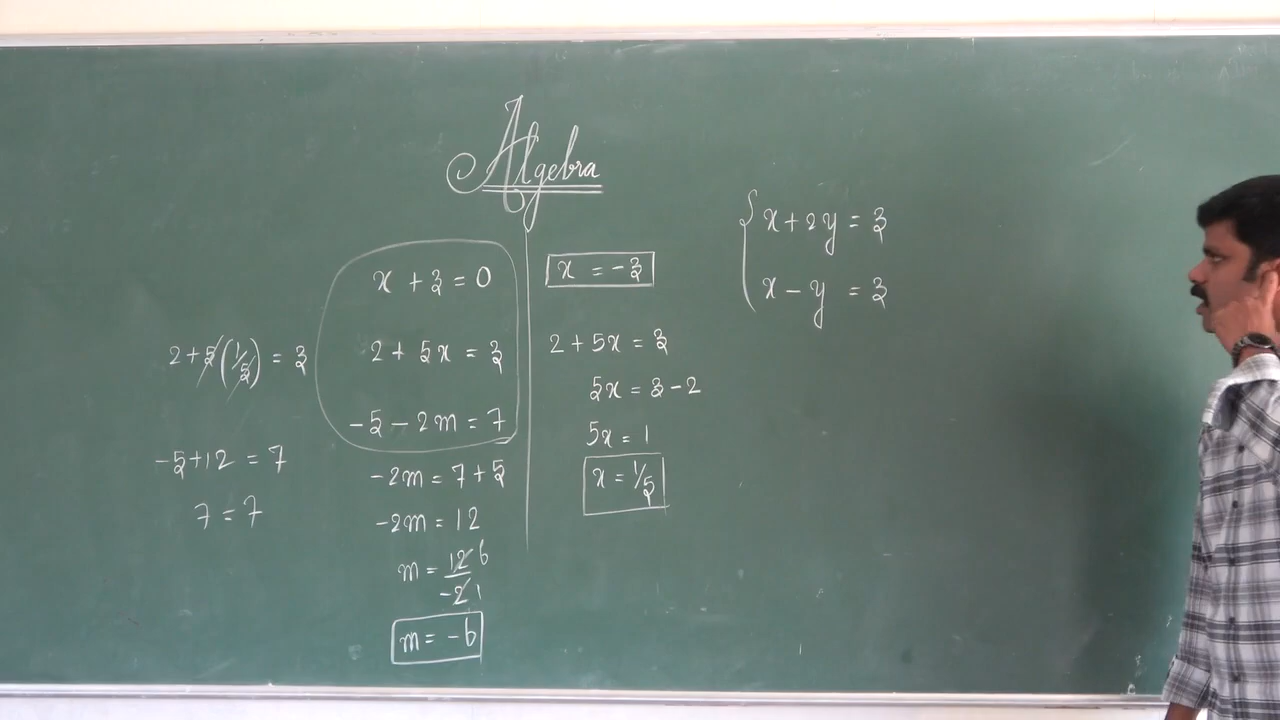 Algebra
2 + 5(1/5) = 3
-5+12 = 7
7 = 7
x + 3 = 0
2 + 5x = 3
-5 - 2m = 7
-2m = 7+5
-2m = 12
m = 12 6
-2 1
m = -6
x = -3
2 + 5x = 3
5x = 3-2
5x = 1
x = 1/5
{ x+2y = 3
x-y = 3